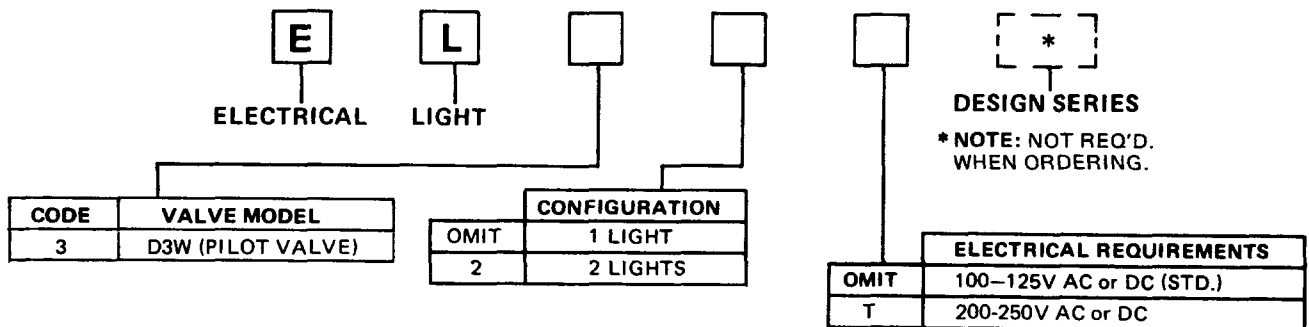 E L *
ELECTRICAL LIGHT DESIGN SERIES
* NOTE: NOT REQ'D.
WHEN ORDERING.
CODE VALVE MODEL
3 D3W (PILOT VALVE)
CONFIGURATION
OMIT 1 LIGHT
2 2 LIGHTS
ELECTRICAL REQUIREMENTS
OMIT 100–125V AC or DC (STD.)
T 200-250V AC or DC